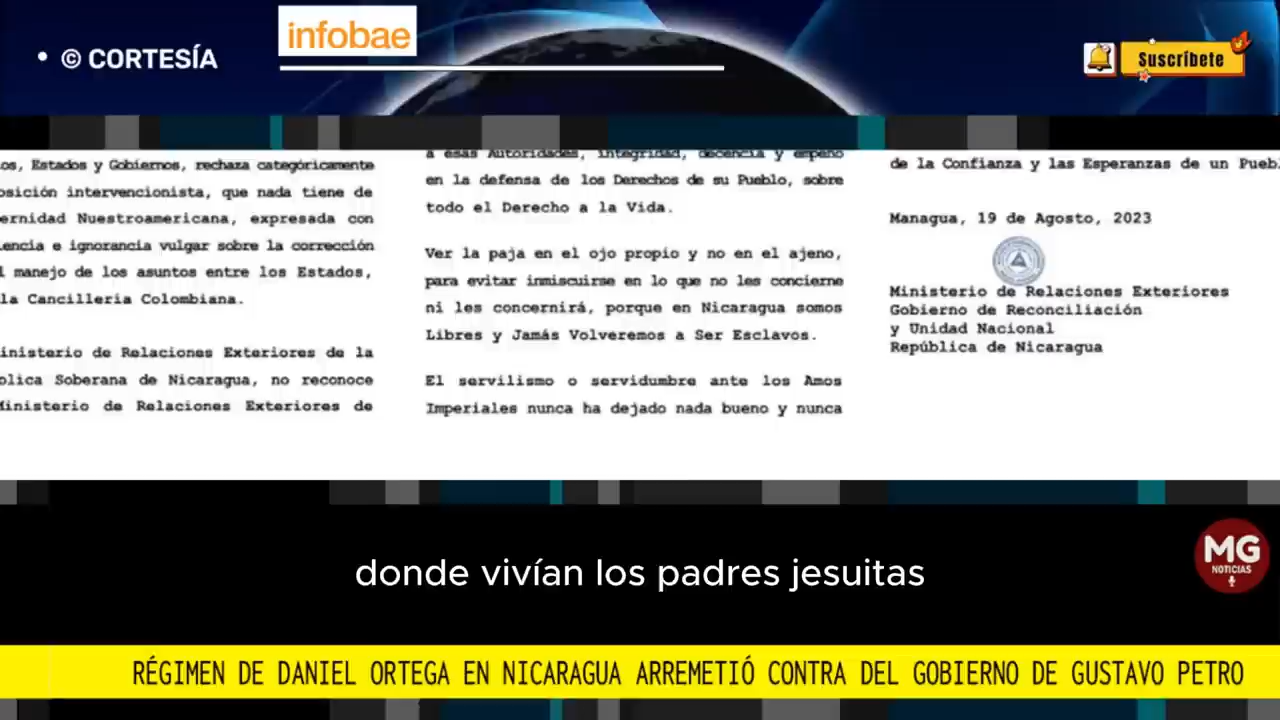 • © CORTESÍA
infobae
Suscríbete
os, Estados y Gobiernos, rechaza categóricamente
osición intervencionista, que nada tiene de
ernidad Nuestroamericana, expresada con
encia e ignorancia vulgar sobre la corrección
l manejo de los asuntos entre los Estados,
la Cancilleria Colombiana.
inisterio de Relaciones Exteriores de la
blica Soberana de Nicaragua, no reconoce
Ministerio de Relaciones Exteriores de
a esas Autoridades, integridad, decencia y empeño
en la defensa de los Derechos de su Pueblo, sobre
todo el Derecho a la Vida.
Ver la paja en el ojo propio y no en el ajeno,
para evitar inmiscuirse en lo que no les concierne
ni les concernirá, porque en Nicaragua somos
Libres y Jamás Volveremos a Ser Esclavos.
El servilismo o servidumbre ante los Amos
Imperiales nunca ha dejado nada bueno y nunca
de la Confianza y las Esperanzas de un Puebl
Managua, 19 de Agosto, 2023
Ministerio de Relaciones Exteriores
Gobierno de Reconciliación
y Unidad Nacional
República de Nicaragua
donde vivían los padres jesuitas
MG
NOTICIAS
RÉGIMEN DE DANIEL ORTEGA EN NICARAGUA ARREMETIÓ CONTRA DEL GOBIERNO DE GUSTAVO PETRO